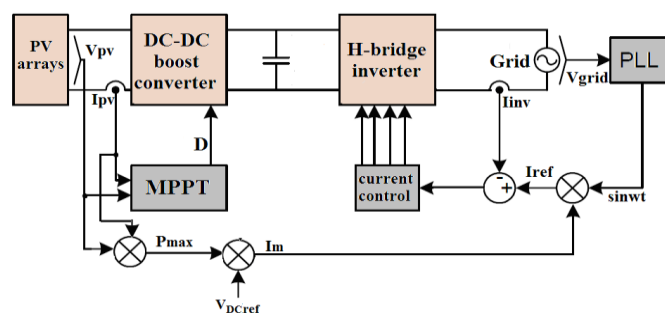 PV
arrays
Vpv
Ipv
DC-DC
boost
converter
H-bridge
inverter
Grid
Vgrid
PLL
Iinv
D
MPPT
current
control
-
+
Iref
sinwt
Pmax
Im
VDCref